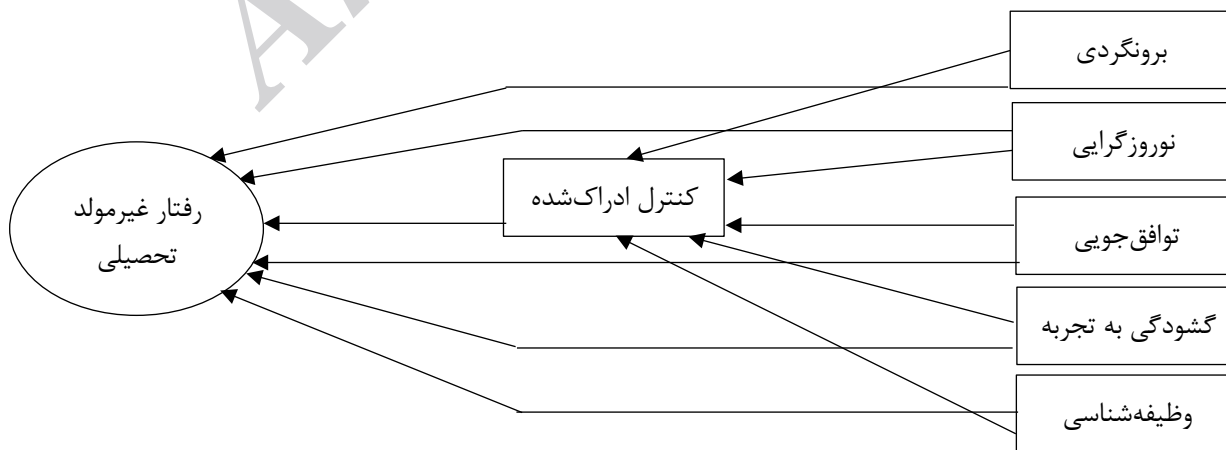 برونگردی
نوروزگرایی
کنترل ادراک‌شده
رفتار غیرمولد
تحصیلی
توافق‌جویی
گشودگی به تجربه
وظیفه‌شناسی